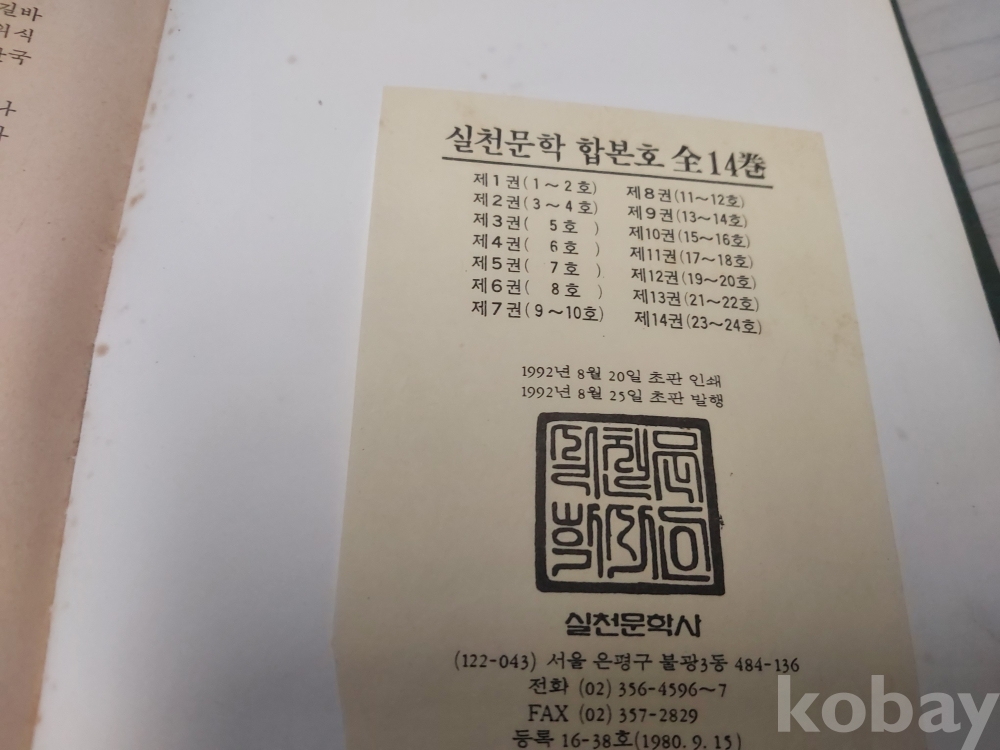 길바
의식
한국
나
실천문학 합본호 全14巻
제1권(1～2호)
제2권(3～4호)
제3권( 5호 )
제4권( 6호 )
제5권( 7호 )
제6권( 8호 )
제7권(9～10호)
제8권(11～12호)
제9권(13～14호)
제10권(15～16호)
제11권(17～18호)
제12권(19～20호)
제13권(21～22호)
제14권(23～24호)
1992년 8월 20일 초판 인쇄
1992년 8월 25일 초판 발행
실천문학사
(122-043) 서울 은평구 불광3동 484-136
전화 (02) 356-4596～7
FAX (02) 357-2829
등록 16-38호(1980. 9. 15)
kobay